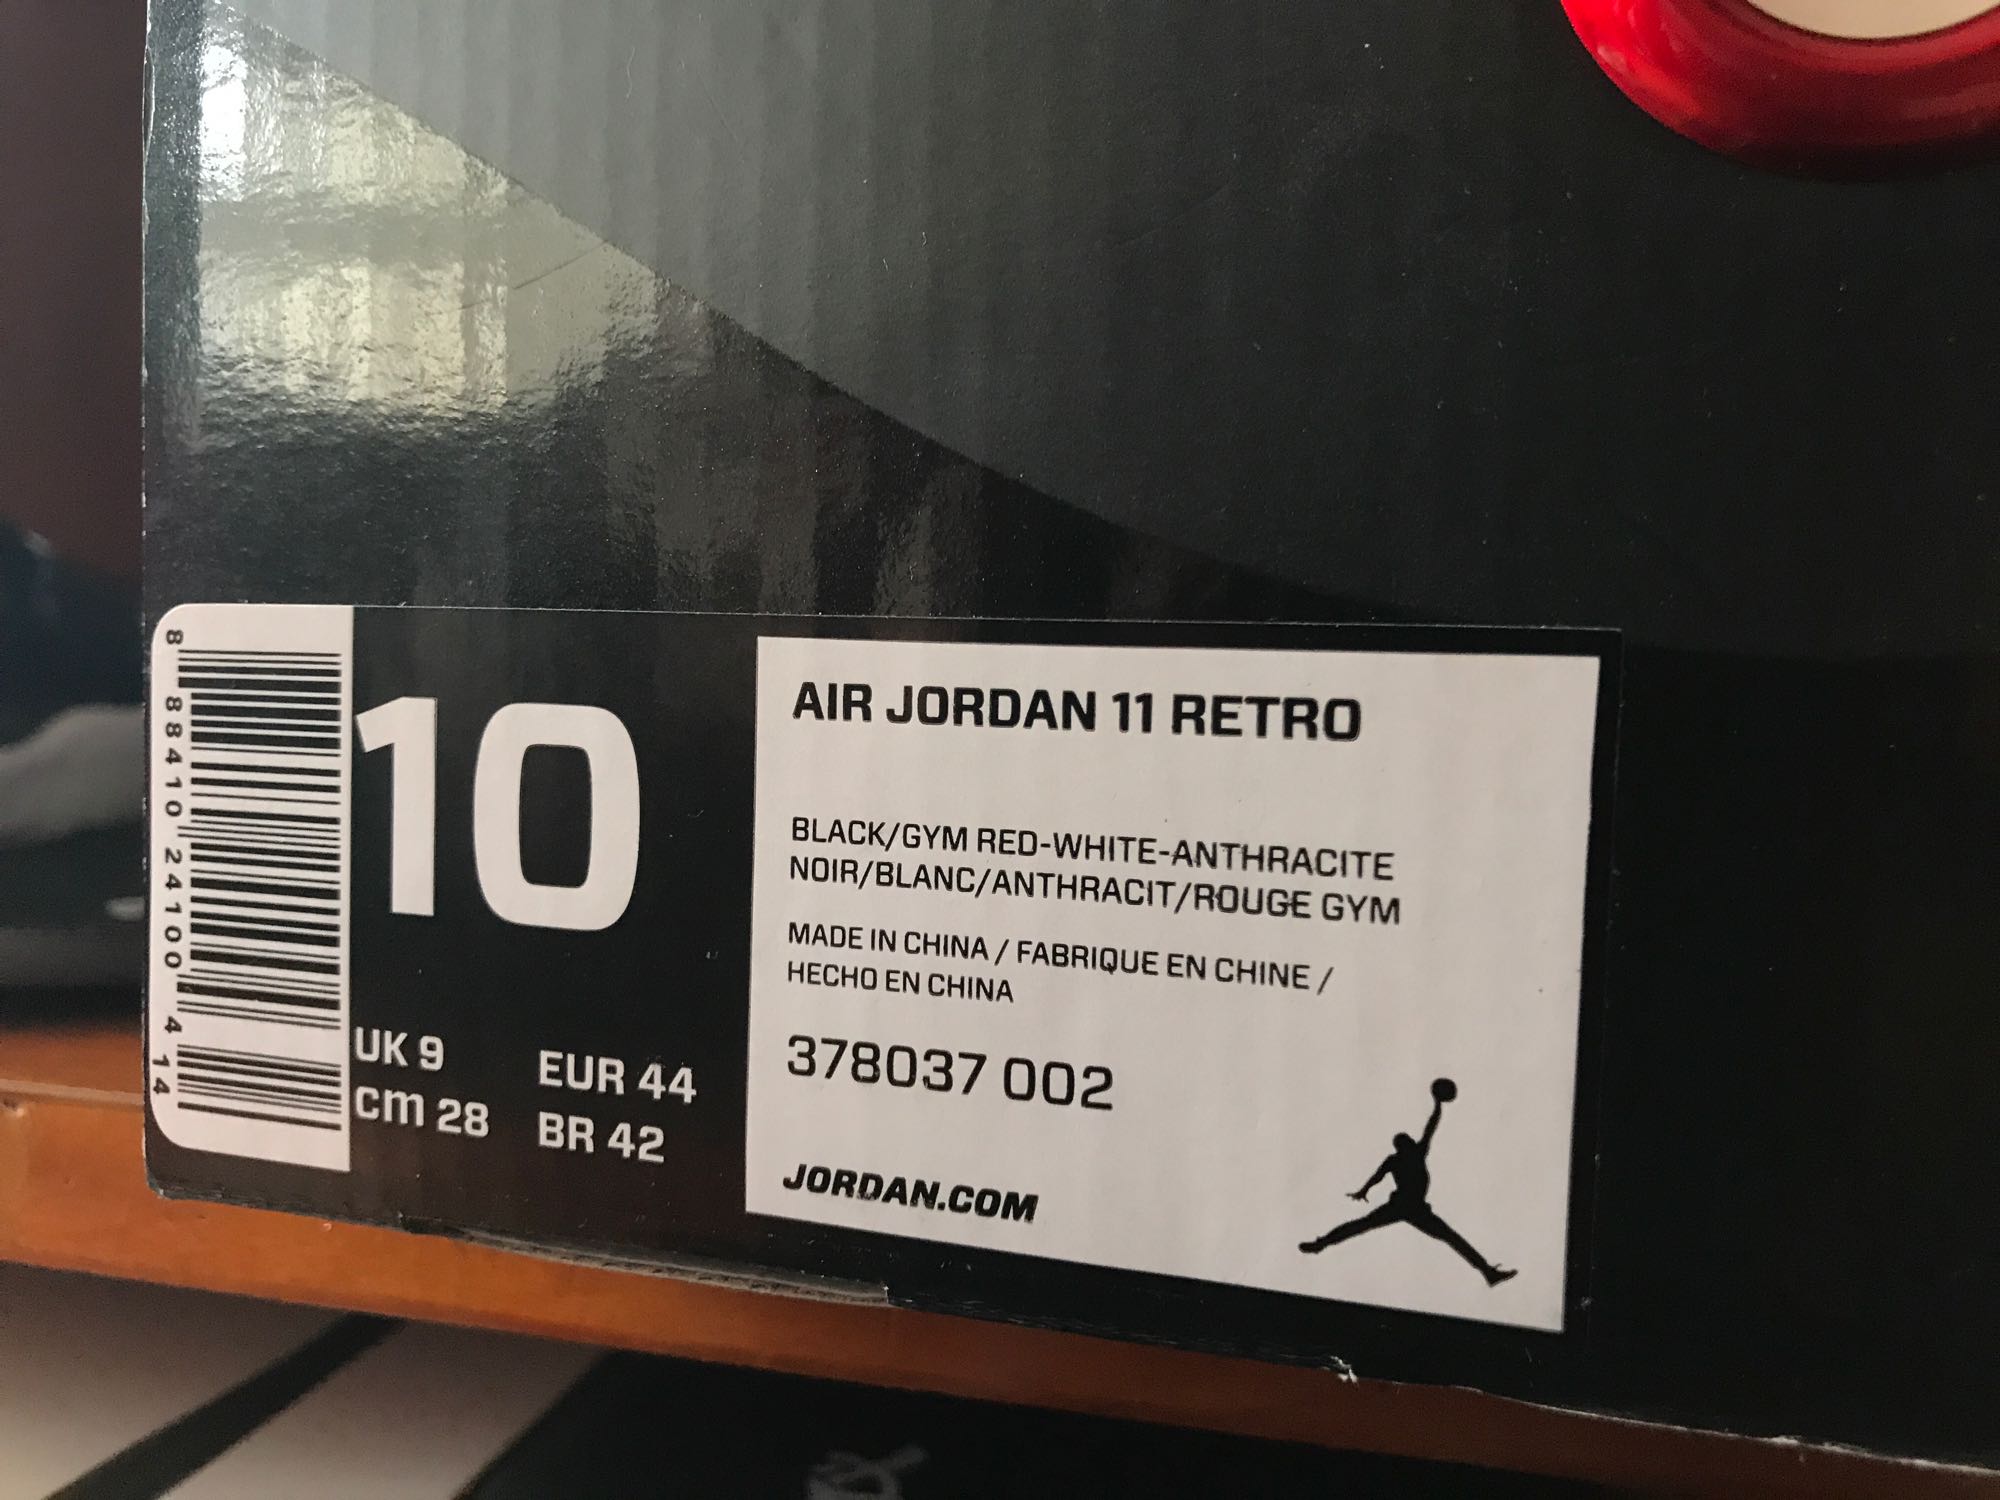 8 88410 24100 4 14
10
UK 9
EUR 44
cm 28
BR 42
AIR JORDAN 11 RETRO
BLACK/GYM RED-WHITE-ANTHRACITE
NOIR/BLANC/ANTHRACIT/ROUGE GYM
MADE IN CHINA / FABRIQUE EN CHINE /
HECHO EN CHINA
378037 002
JORDAN.COM